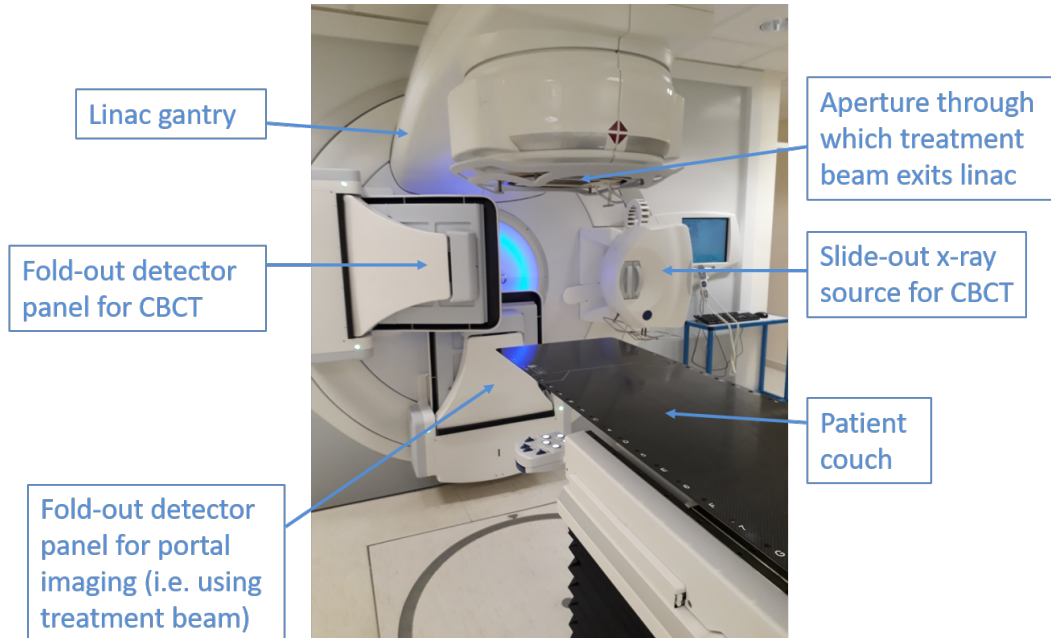 Linac gantry
Aperture through
which treatment
beam exits linac
Fold-out detector
panel for CBCT
Slide-out x-ray
source for CBCT
Patient
couch
Fold-out detector
panel for portal
imaging (i.e. using
treatment beam)